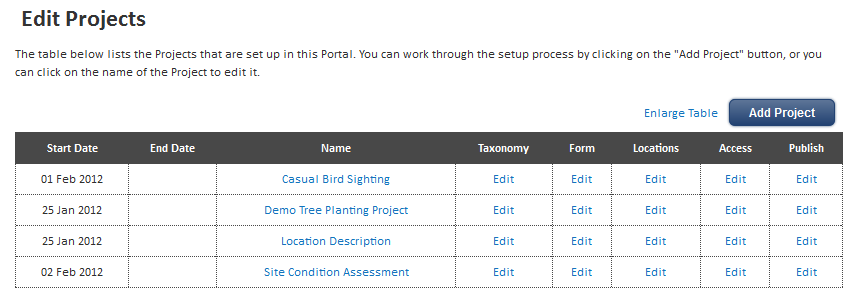 Edit Projects
The table below lists the Projects that are set up in this Portal. You can work through the setup process by clicking on the "Add Project" button, or you
can click on the name of the Project to edit it.
Enlarge Table Add Project
Start Date End Date Name Taxonomy Form Locations Access Publish
01 Feb 2012 Casual Bird Sighting Edit Edit Edit Edit Edit
25 Jan 2012 Demo Tree Planting Project Edit Edit Edit Edit Edit
25 Jan 2012 Location Description Edit Edit Edit Edit Edit
02 Feb 2012 Site Condition Assessment Edit Edit Edit Edit Edit